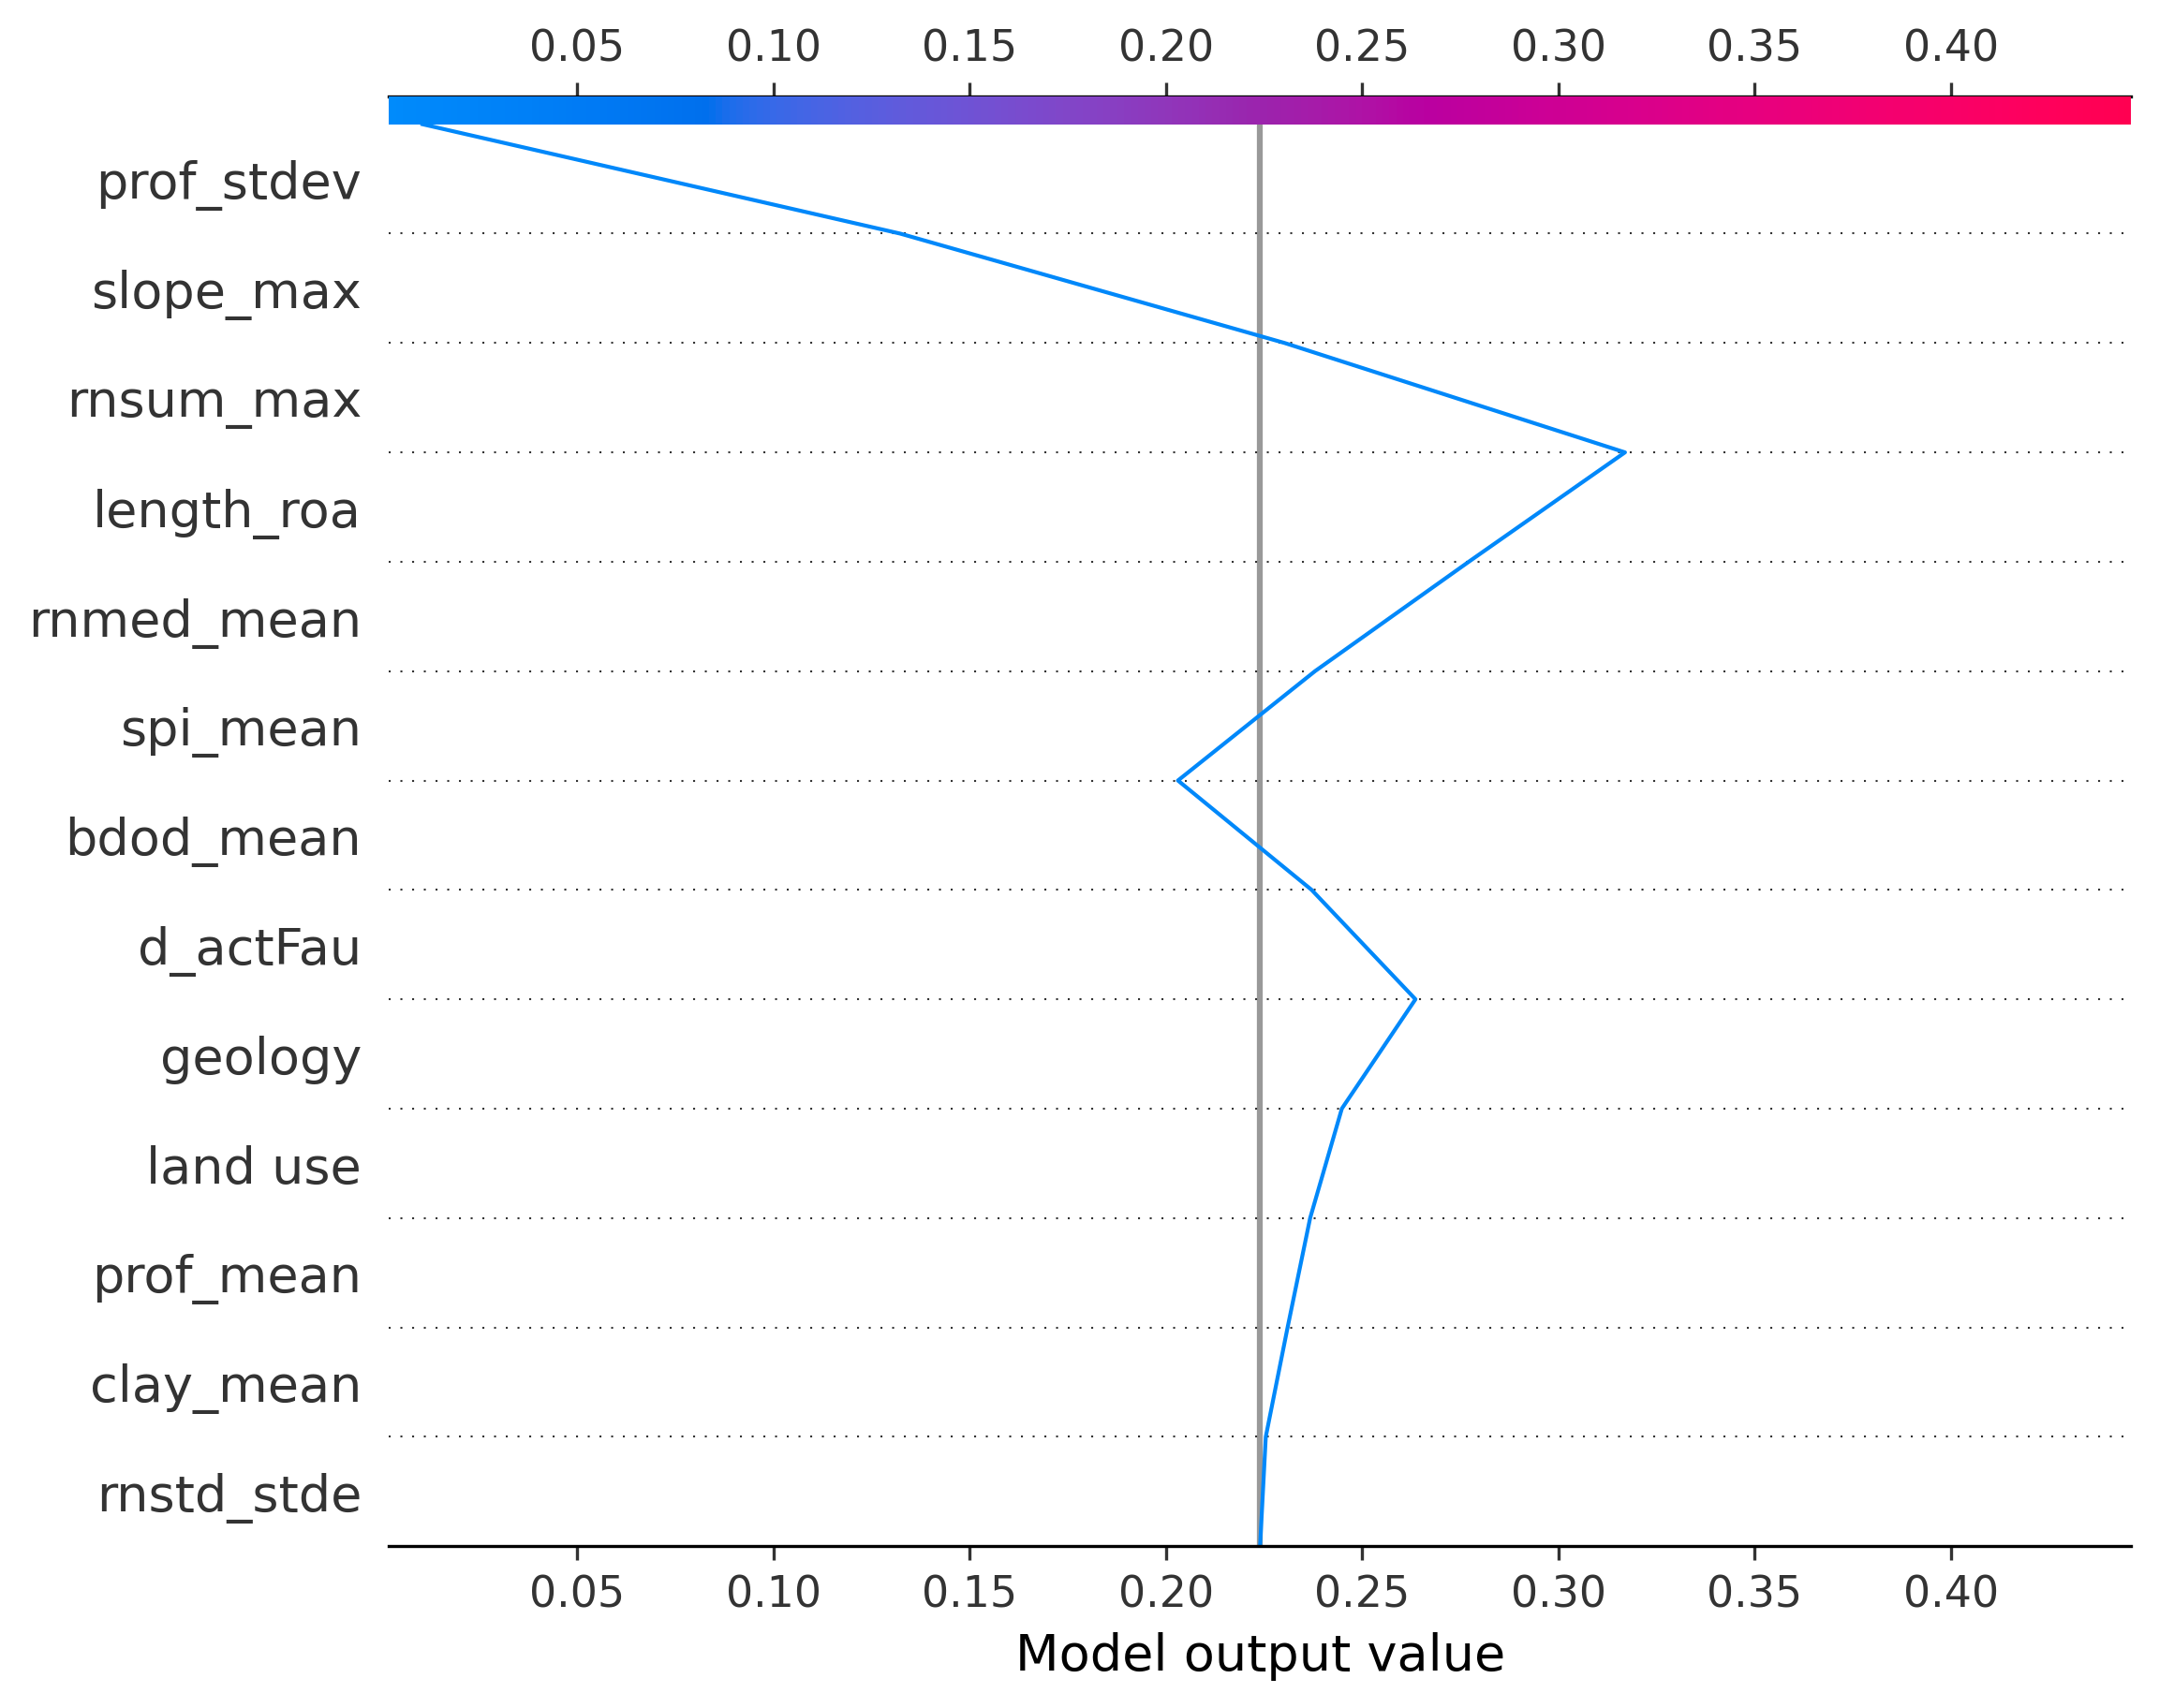 0.05 0.10 0.15 0.20 0.25 0.30 0.35 0.40
prof_stdev
slope_max
rnsum_max
length_roa
rnmed_mean
spi_mean
bdod_mean
d_actFau
geology
land use
prof_mean
clay_mean
rnstd_stde
0.05 0.10 0.15 0.20 0.25 0.30 0.35 0.40
Model output value